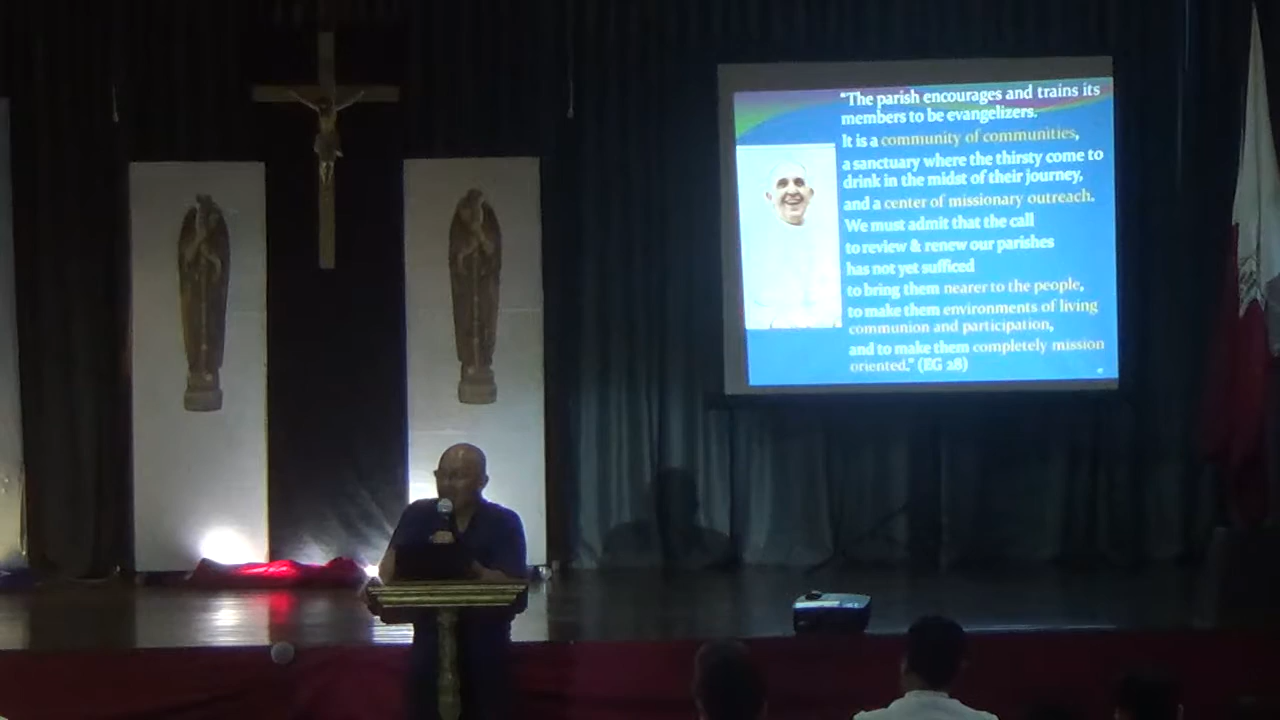 "The parish encourages and trains its
members to be evangelizers.
It is a community of communities,
a sanctuary where the thirsty come to
drink in the midst of their journey,
and a center of missionary outreach.
We must admit that the call
to review & renew our parishes
has not yet sufficed
to bring them nearer to the people,
to make them environments of living
communion and participation,
and to make them completely mission
oriented." (EG 28)